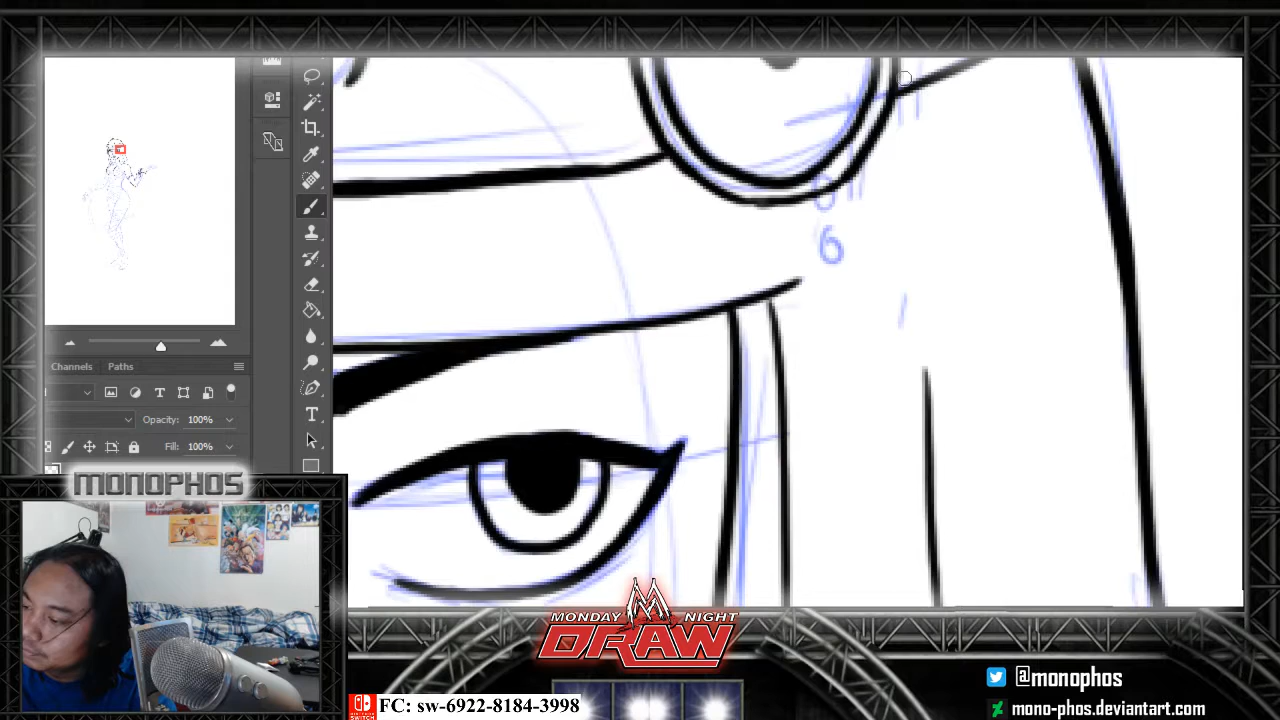 6
6
Channels Paths
Opacity: 100%
Fill: 100%
T
T
MONOPHOS
MONDAY NIGHT
DRAW
FC: sw-6922-8184-3998
@monophos
mono-phos.deviantart.com